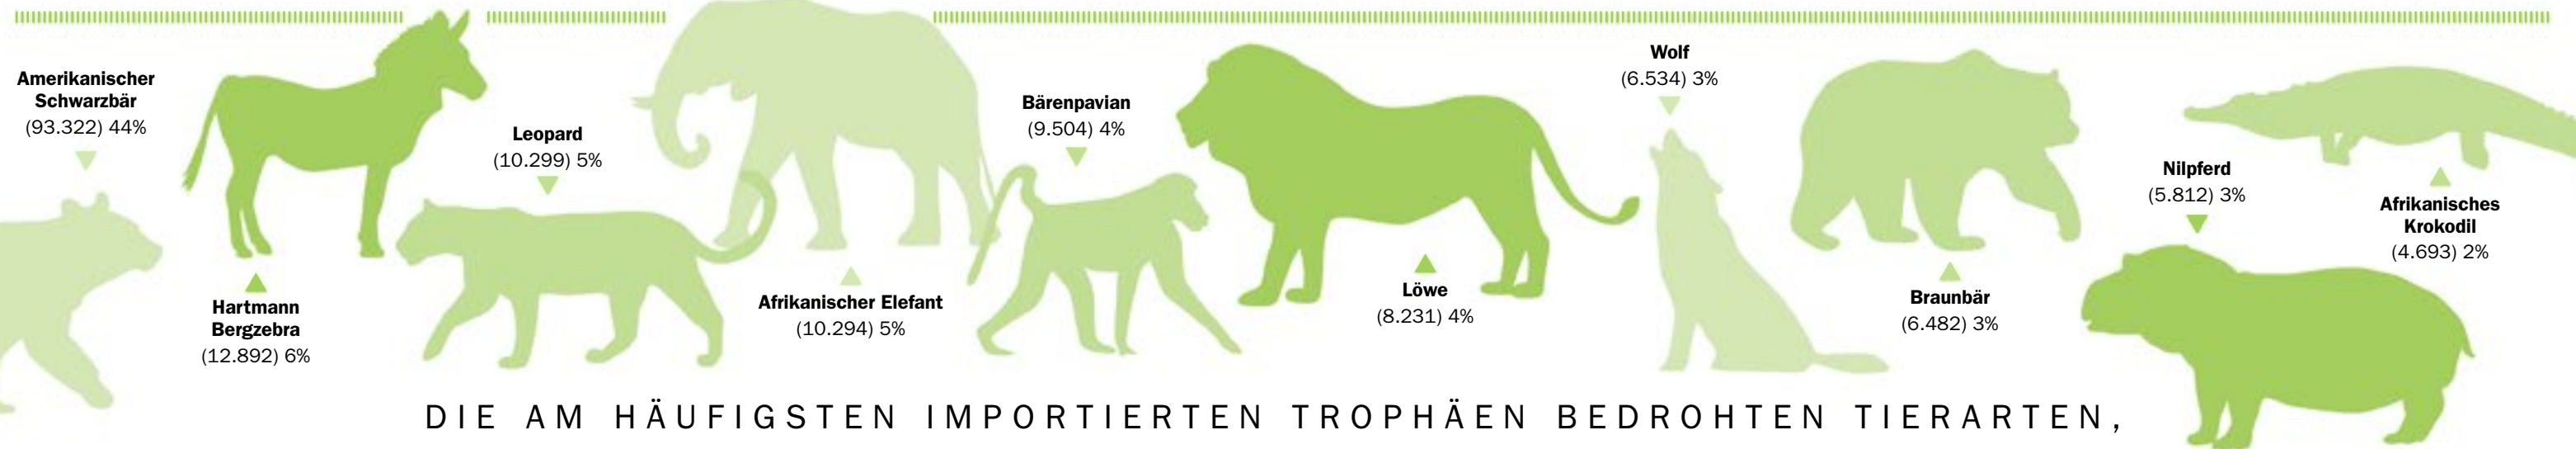 Amerikanischer
Schwarzbär
(93.322) 44%
Hartmann
Bergzebra
(12.892) 6%
Leopard
(10.299) 5%
Afrikanischer Elefant
(10.294) 5%
Bärenpavian
(9.504) 4%
Löwe
(8.231) 4%
Wolf
(6.534) 3%
Braunbär
(6.482) 3%
Nilpferd
(5.812) 3%
Afrikanisches
Krokodil
(4.693) 2%
DIE AM HÄUFIGSTEN IMPORTIERTEN TROPHÄEN BEDROHTEN TIERARTEN,